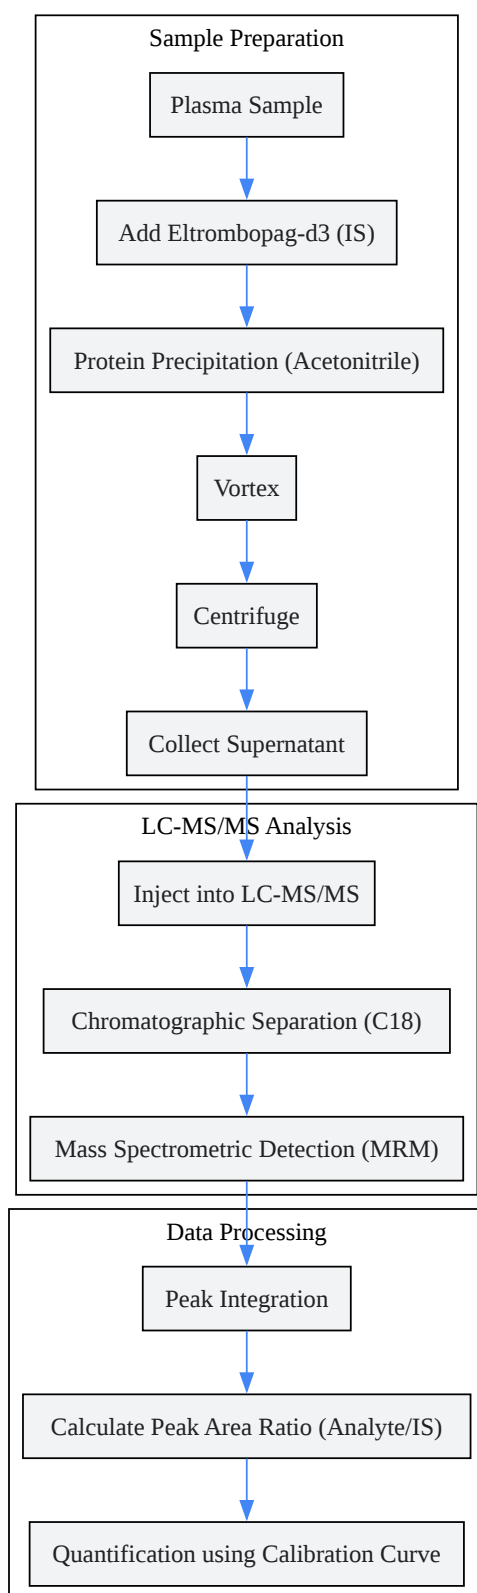 Sample Preparation
Plasma Sample
Add Eltrombopag-d3 (IS)
Protein Precipitation (Acetonitrile)
Vortex
Centrifuge
Collect Supernatant
LC-MS/MS Analysis
Inject into LC-MS/MS
Chromatographic Separation (C18)
Mass Spectrometric Detection (MRM)
Data Processing
Peak Integration
Calculate Peak Area Ratio (Analyte/IS)
Quantification using Calibration Curve